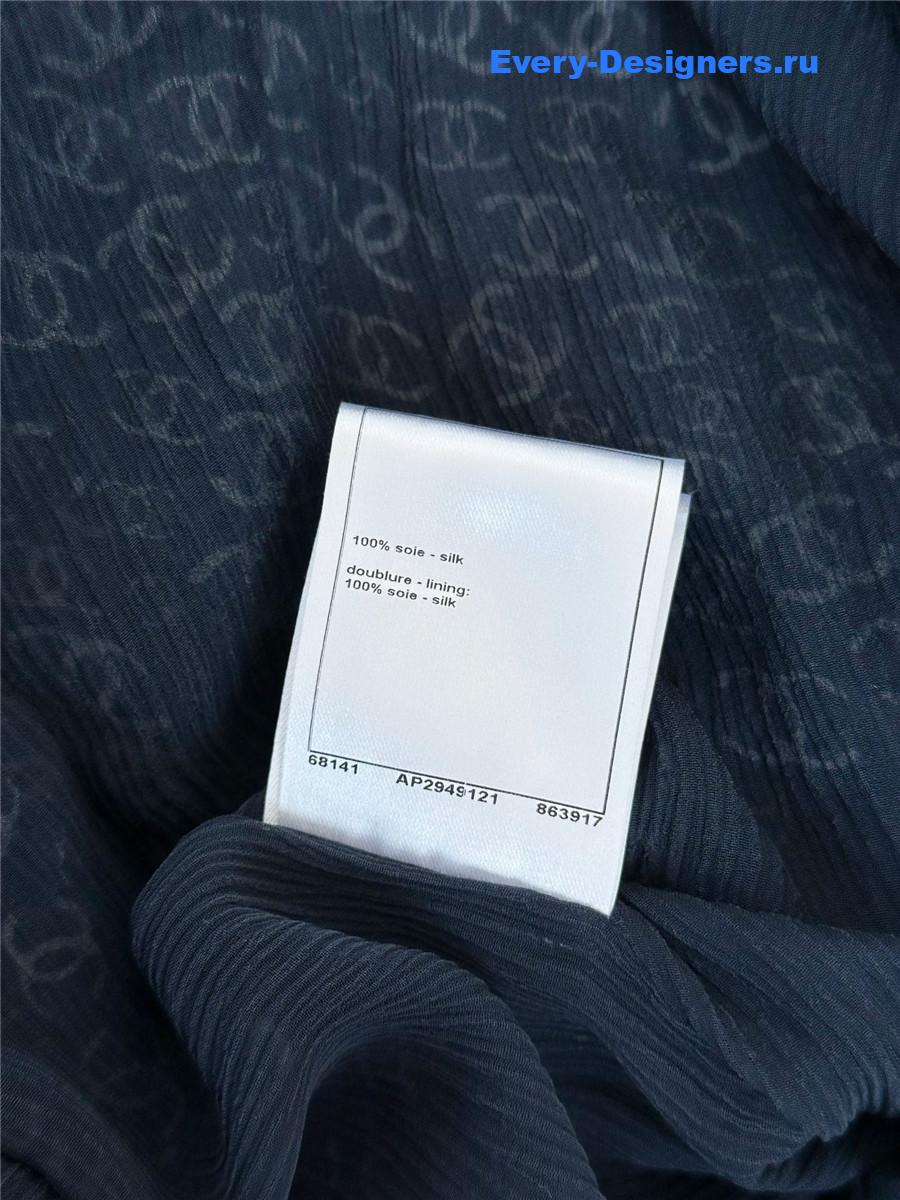 Every-Designers.ru
100% soie - silk
doublure - lining:
100% soie - silk
68141 AP2949121 863917